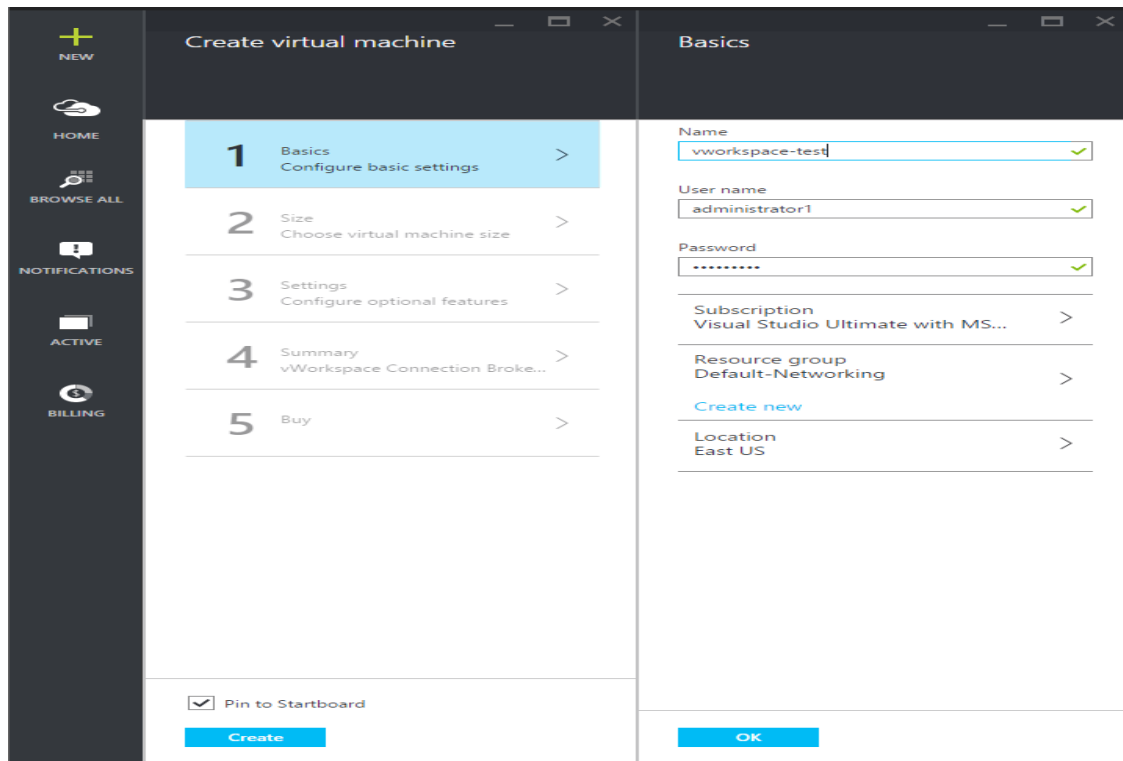 NEW
HOME
BROWSE ALL
NOTIFICATIONS
ACTIVE
BILLING
Create virtual machine
1
Basics
Configure basic settings
2
Size
Choose virtual machine size
3
Settings
Configure optional features
4
Summary
vWorkspace Connection Broke...
5
Buy
Pin to Startboard
Create
Basics
Name
vworkspace-test
User name
administrator1
Password
•••••••••
Subscription
Visual Studio Ultimate with MS...
Resource group
Default-Networking
Create new
Location
East US
OK